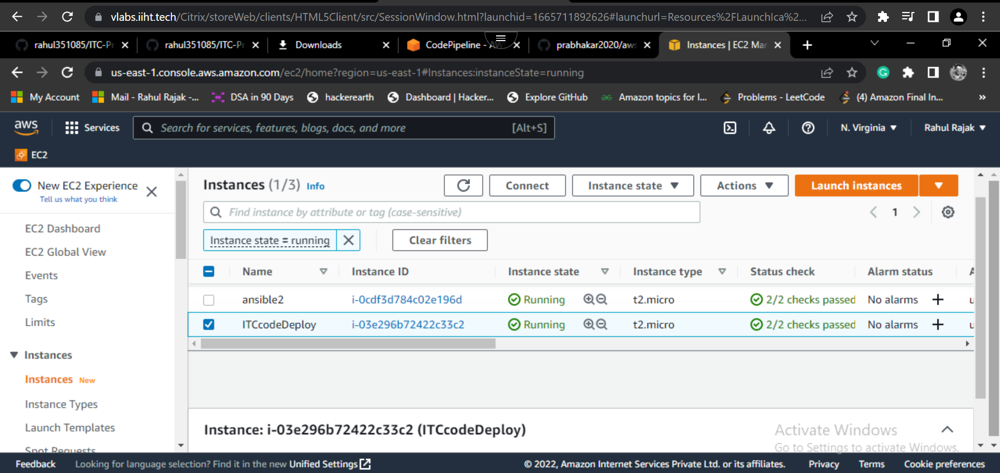 vlabs.iiht.tech/Citrix/storeWeb/clients/HTML5Client/src/SessionWindow.html?launchid=1665711892626#launchurl=Resources%2FLaunchIca%2...
rahul351085/ITC-Pr
rahul351085/ITC-Pr
Downloads
CodePipeline - AW
prabhakar2020/aws
Instances | EC2 Mar
us-east-1.console.aws.amazon.com/ec2/home?region=us-east-1#Instances:instanceState=running
My Account
Mail - Rahul Rajak -...
DSA in 90 Days
hackerearth
Dashboard | Hacker...
Explore GitHub
Amazon topics for I...
Problems - LeetCode
(4) Amazon Final In...
»
aws
Services
Search for services, features, blogs, docs, and more [Alt+S]
N. Virginia
Rahul Rajak
EC2
New EC2 Experience
Tell us what you think
EC2 Dashboard
EC2 Global View
Events
Tags
Limits
Instances
Instances New
Instance Types
Launch Templates
Spot Requests
Instances (1/3) Info
Connect
Instance state
Actions
Launch instances
Find instance by attribute or tag (case-sensitive)
1
Instance state = running
Clear filters
Name Instance ID Instance state Instance type Status check Alarm status A
ansible2 i-0cdf3d784c02e196d Running t2.micro 2/2 checks passed No alarms + u
ITCcodeDeploy i-03e296b72422c33c2 Running t2.micro 2/2 checks passed No alarms + u
Instance: i-03e296b72422c33c2 (ITCcodeDeploy)
Activate Windows
Go to Settings to activate Windows.
Feedback
Looking for language selection? Find it in the new Unified Settings
© 2022, Amazon Internet Services Private Ltd. or its affiliates.
Privacy
Terms
Cookie preferences